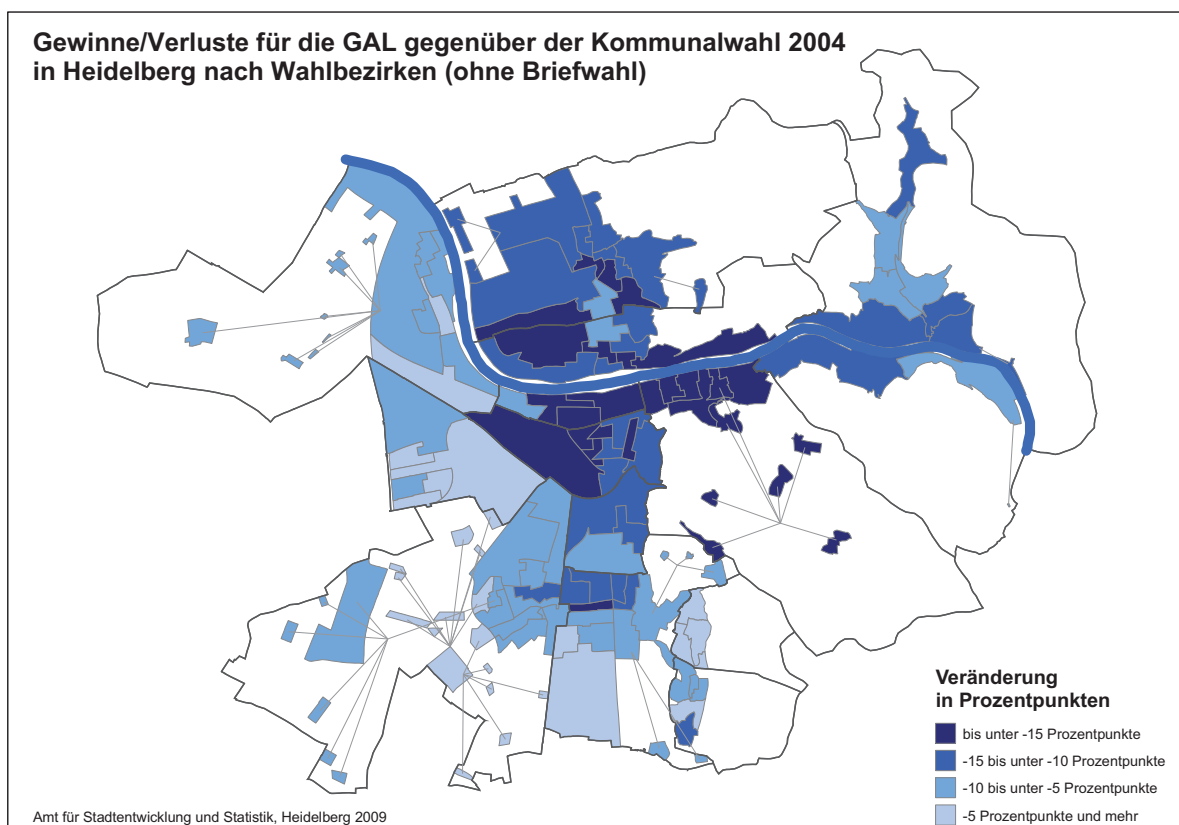 Gewinne/Verluste für die GAL gegenüber der Kommunalwahl 2004
in Heidelberg nach Wahlbezirken (ohne Briefwahl)
Veränderung
in Prozentpunkten
bis unter -15 Prozentpunkte
-15 bis unter -10 Prozentpunkte
-10 bis unter -5 Prozentpunkte
-5 Prozentpunkte und mehr
Amt für Stadtentwicklung und Statistik, Heidelberg 2009